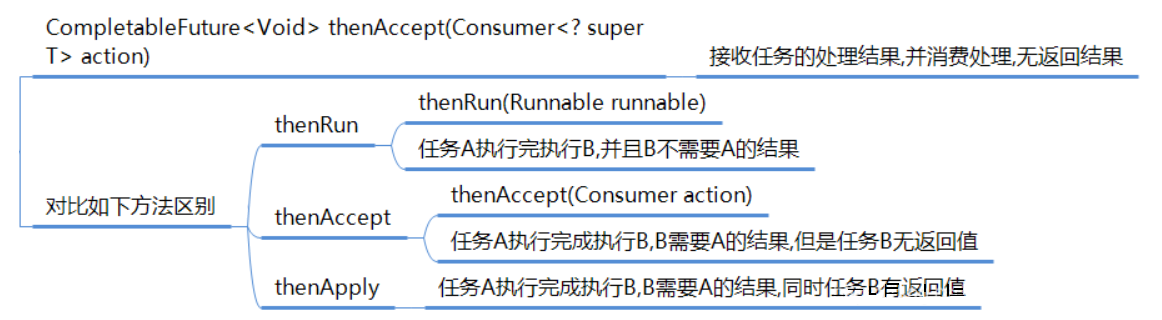 CompletableFuture<Void> thenAccept(Consumer<? super
T> action)
接收任务的处理结果,并消费处理,无返回结果
对比如下方法区别
thenRun
thenRun(Runnable runnable)
任务A执行完执行B,并且B不需要A的结果
thenAccept
thenAccept(Consumer action)
任务A执行完成执行B,B需要A的结果,但是任务B无返回值
thenApply
任务A执行完成执行B,B需要A的结果,同时任务B有返回值